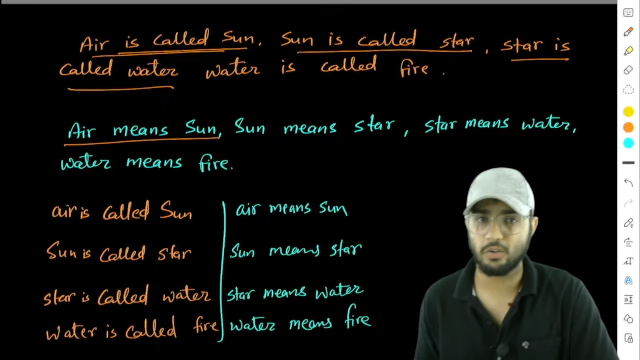 Air is called Sun, Sun is called star, star is
called water water is called fire.
Air means Sun, Sun means star, star means water,
water means fire.
air is called Sun
Sun is called star
star is called water
water is called fire
air means Sun
Sun means star
star means water
water means fire